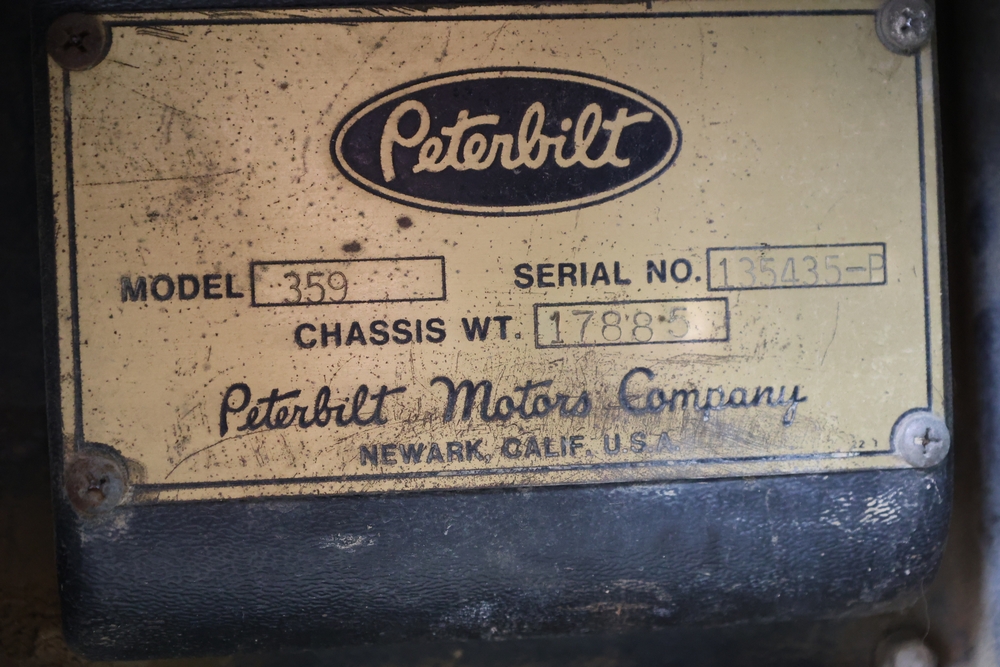 Peterbilt
MODEL 359 SERIAL NO. 135435-P
CHASSIS WT. 17885
Peterbilt Motors Company
NEWARK, CALIF. U.S.A.